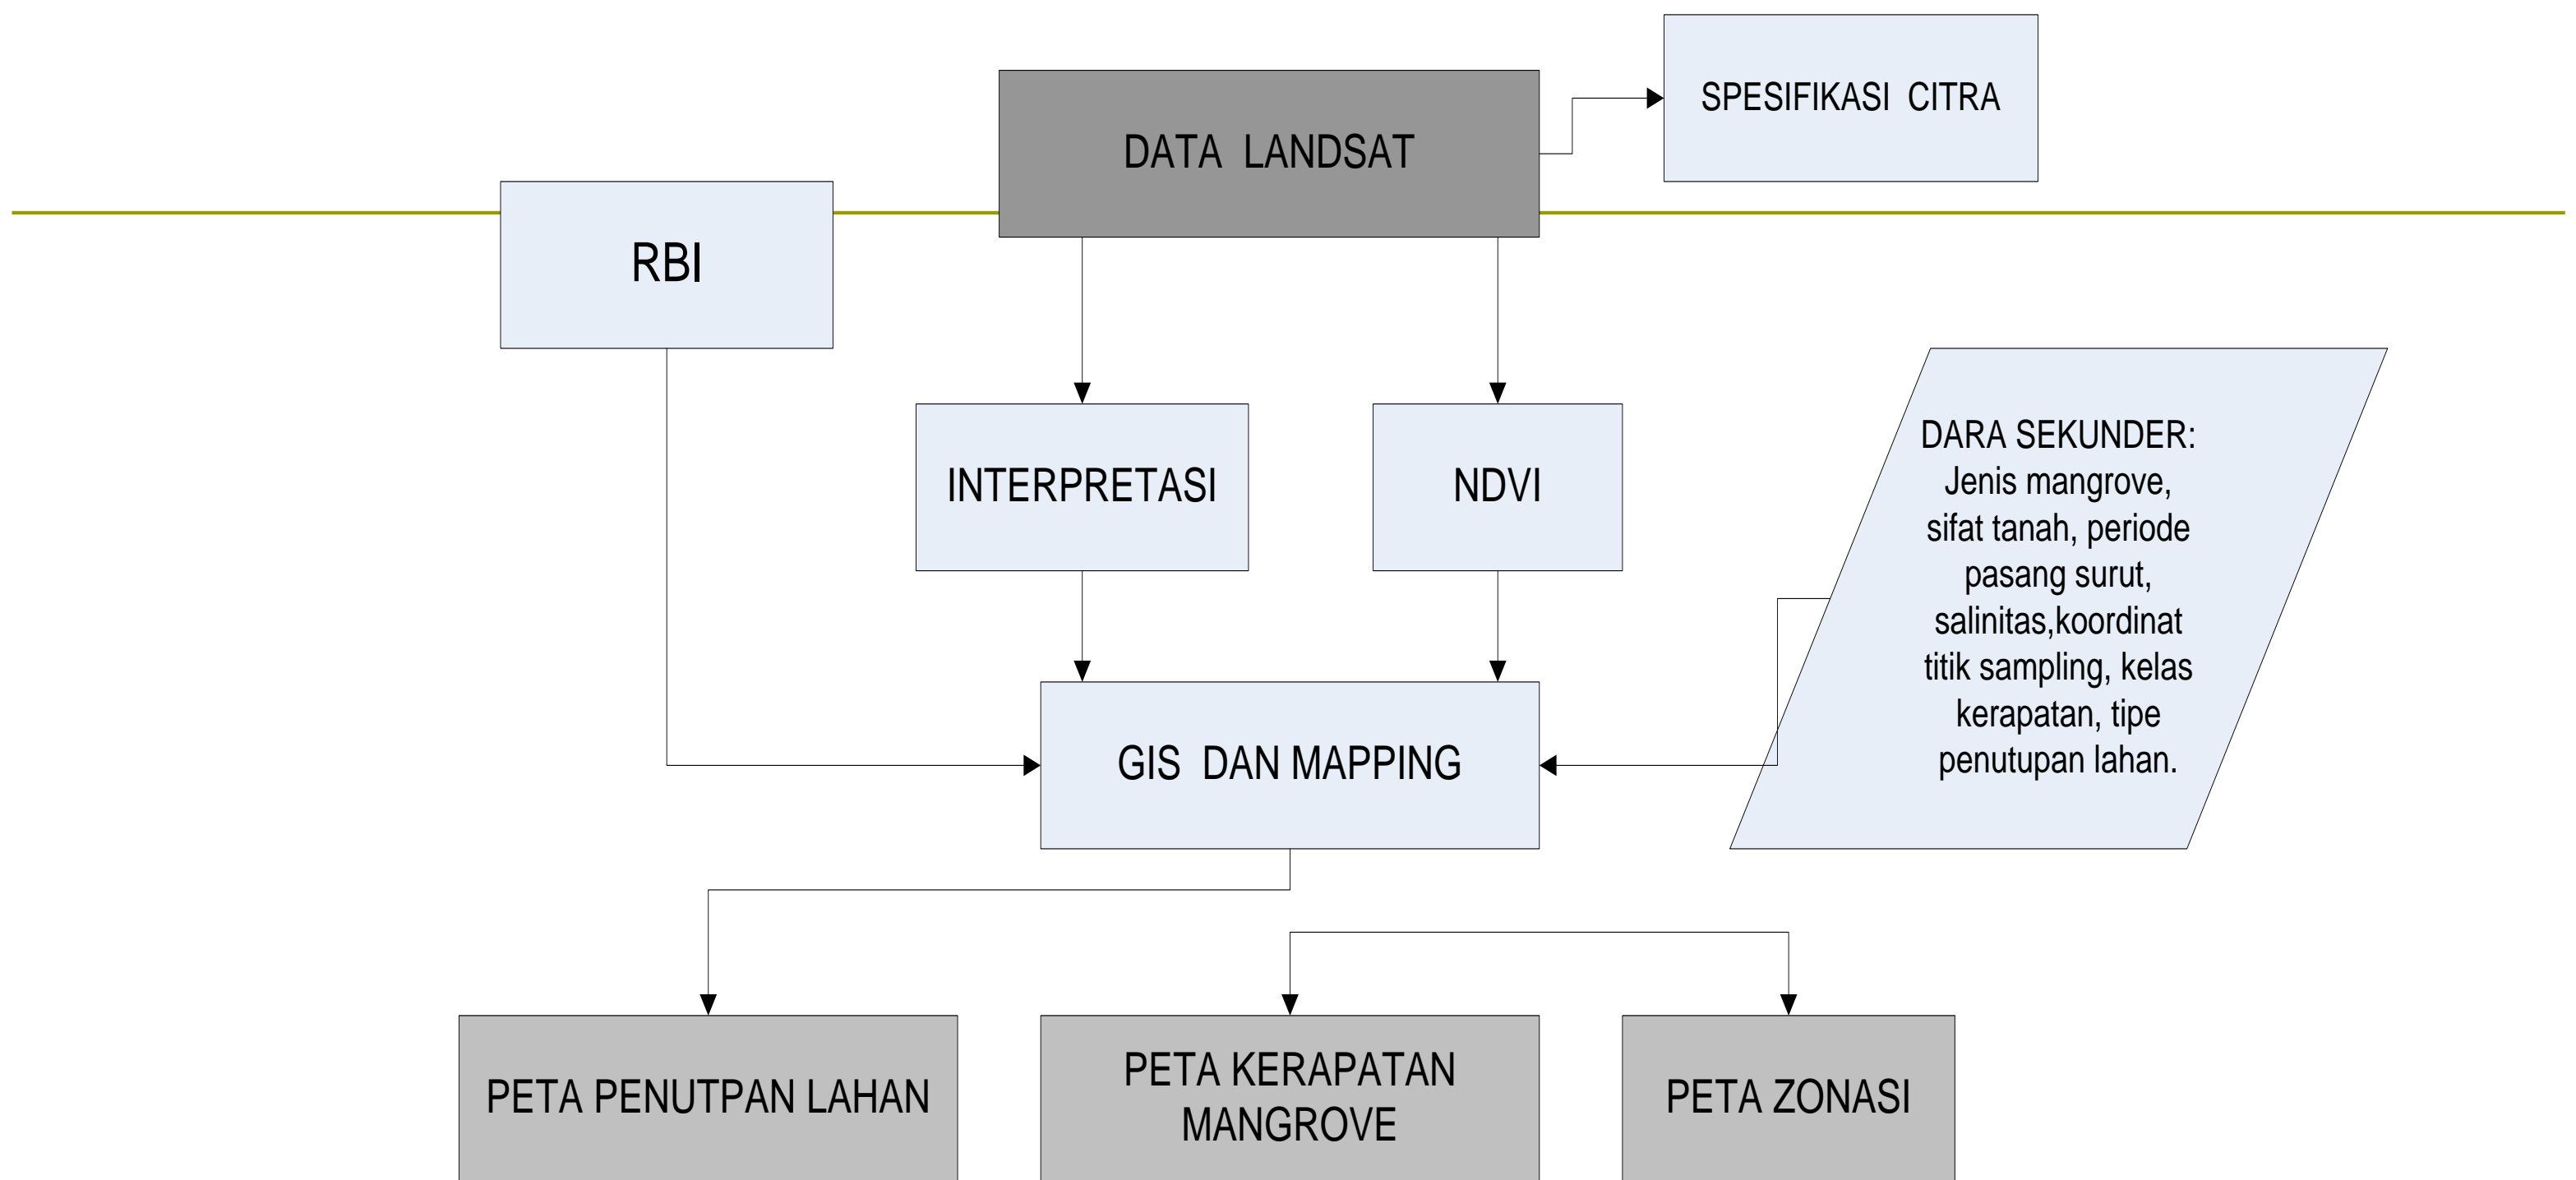 SPESIFIKASI CITRA
DATA LANDSAT
RBI
INTERPRETASI
NDVI
DARA SEKUNDER:
Jenis mangrove,
sifat tanah, periode
pasang surut,
salinitas,koordinat
titik sampling, kelas
kerapatan, tipe
penutupan lahan.
GIS DAN MAPPING
PETA PENUTPAN LAHAN
PETA KERAPATAN
MANGROVE
PETA ZONASI